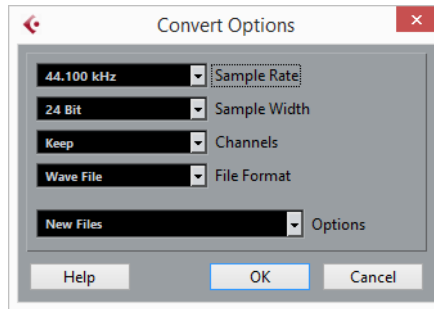 Convert Options
44.100 kHz Sample Rate
24 Bit Sample Width
Keep Channels
Wave File File Format
New Files Options
Help OK Cancel